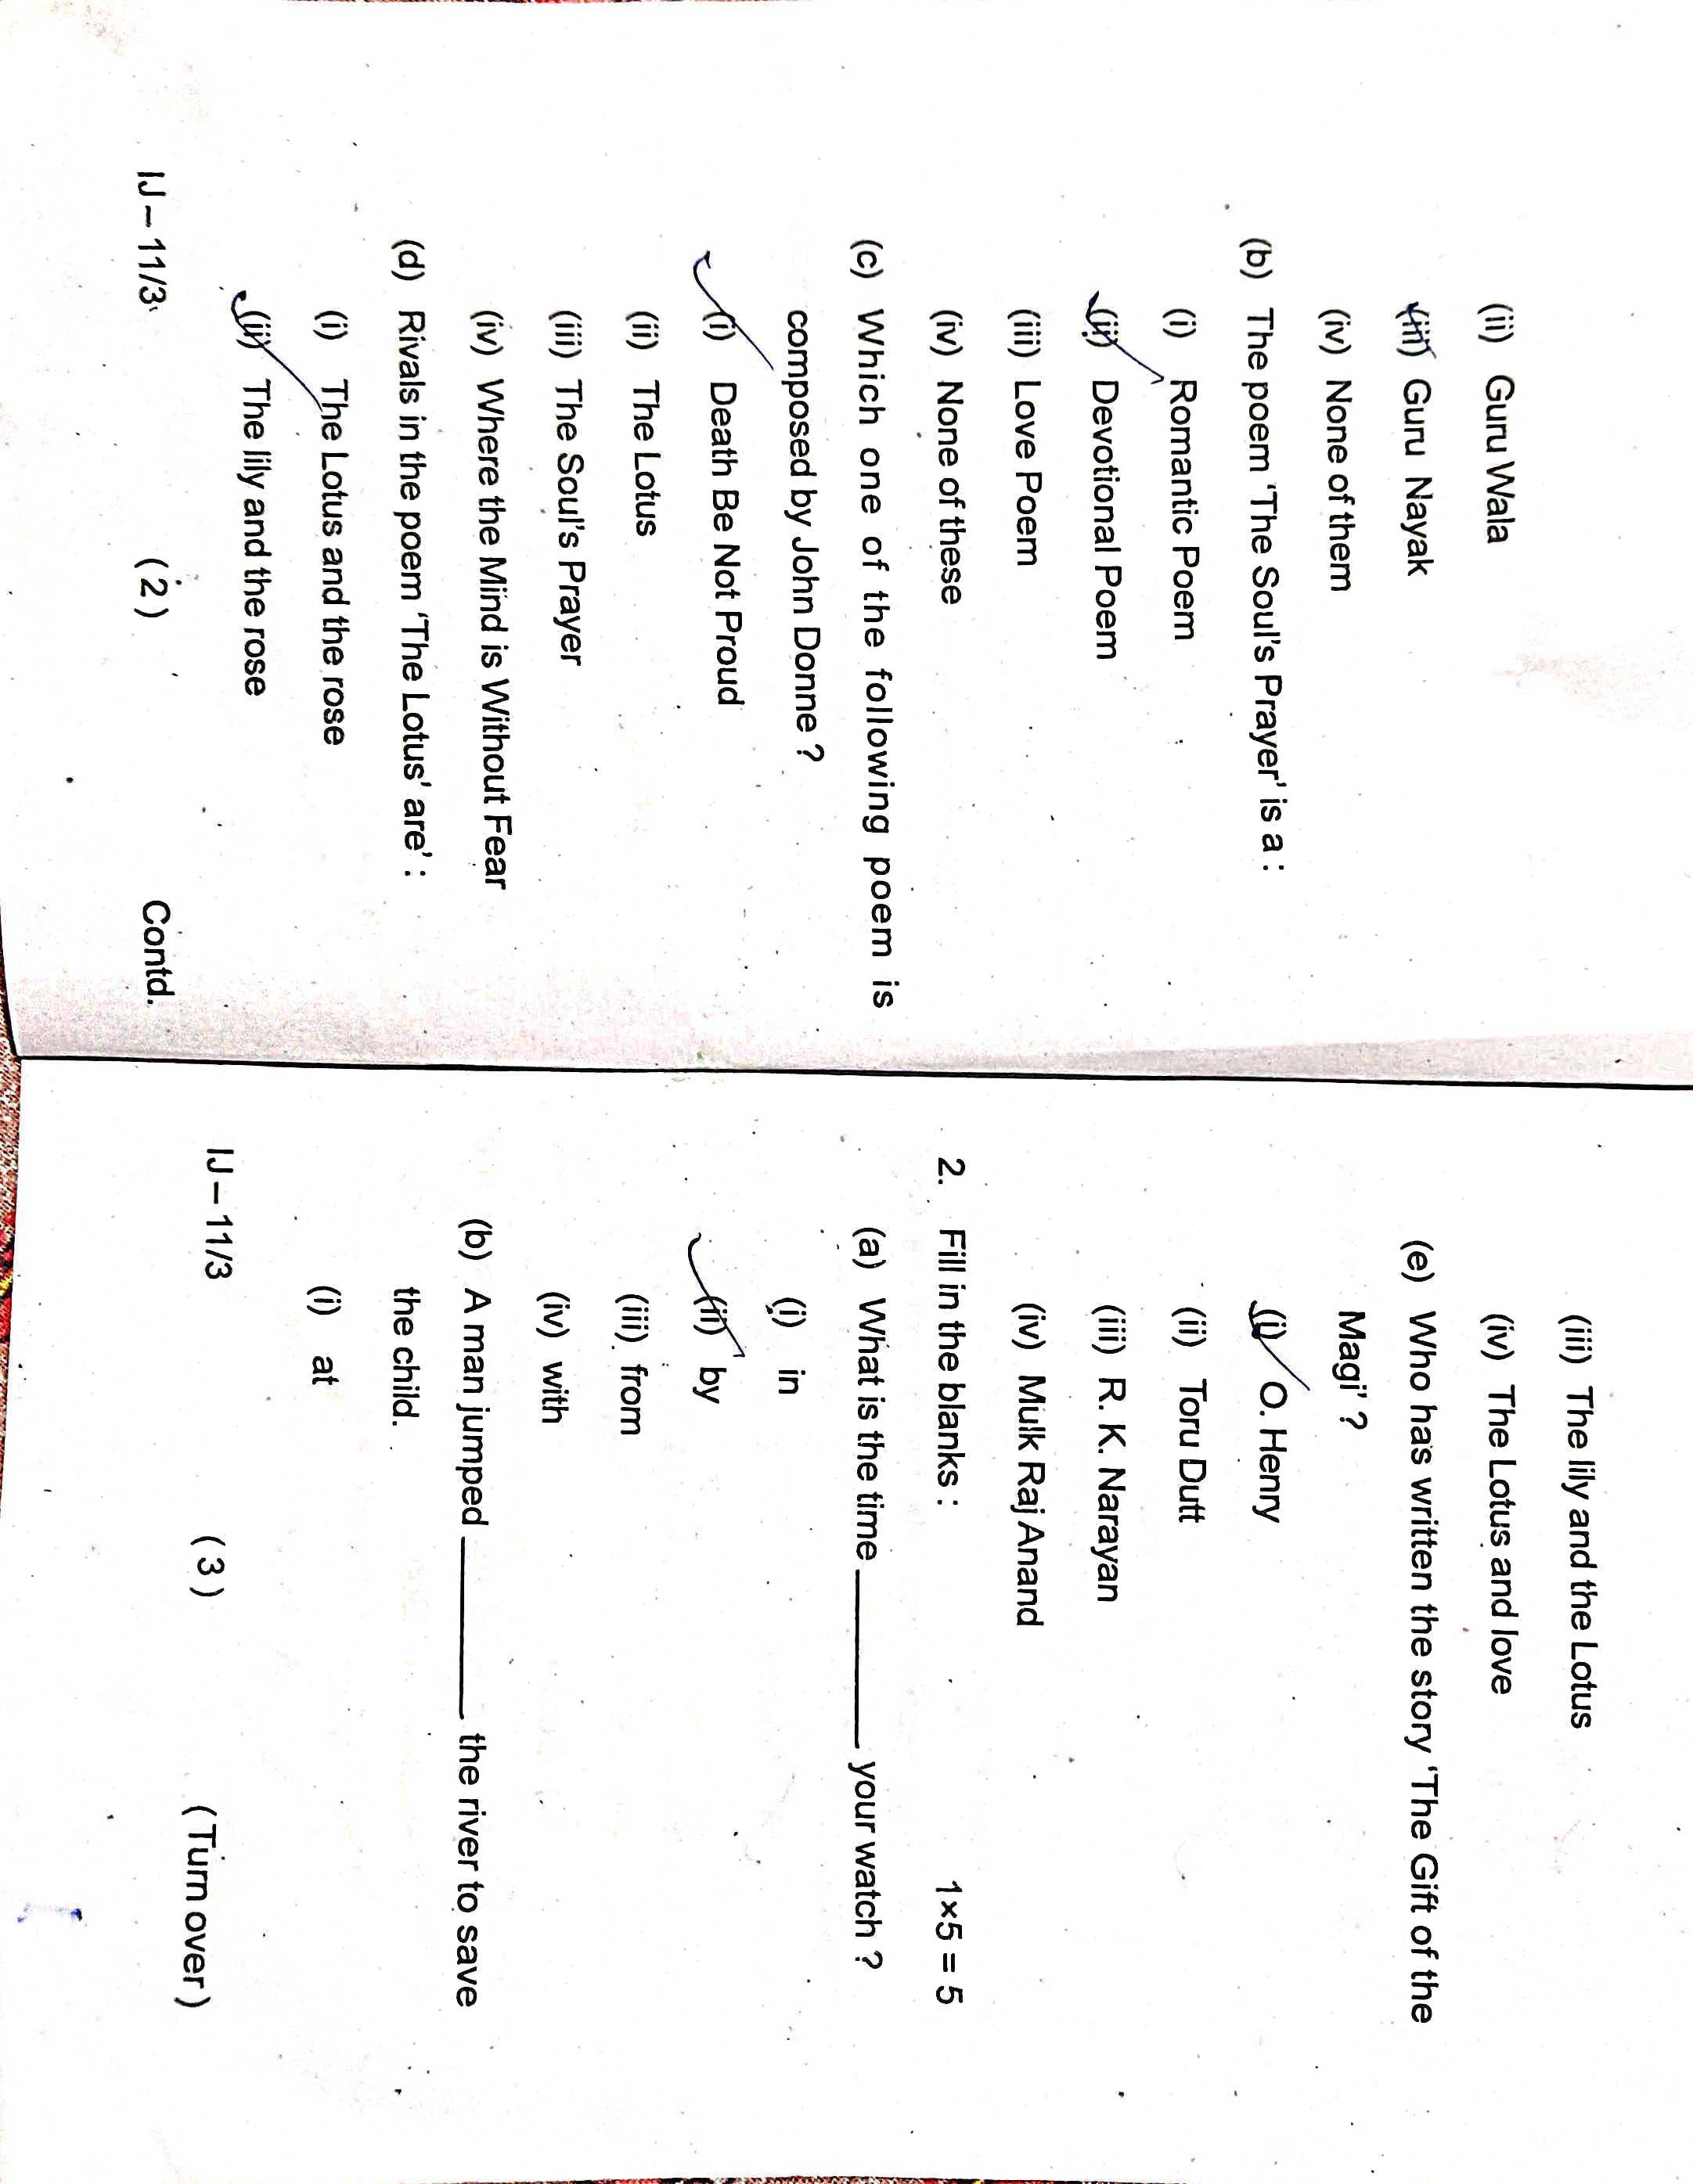 (ii) Guru Wala
(iii) Guru Nayak
(iv) None of them
(b) The poem 'The Soul's Prayer' is a :
(i) Romantic Poem
(ii) Devotional Poem
(iii) Love Poem
(iv) None of these
(c) Which one of the following poem is
composed by John Donne ?
(i) Death Be Not Proud
(ii) The Lotus
(iii) The Soul's Prayer
(iv) Where the Mind is Without Fear
(d) Rivals in the poem 'The Lotus' are' :
(i) The Lotus and the rose
(ii) The lily and the rose
IJ – 11/3 (2) Contd.
(iii) The lily and the Lotus
(iv) The Lotus and love
(e) Who has written the story 'The Gift of the
Magi' ?
(i) O. Henry
(ii) Toru Dutt
(iii) R. K. Narayan
(iv) Mulk Raj Anand
2. Fill in the blanks : 1×5 = 5
(a) What is the time ________ your watch ?
(i) in
(ii) by
(iii) from
(iv) with
(b) A man jumped ________ the river to save
the child.
(i) at
IJ – 11/3 (3) (Turn over)